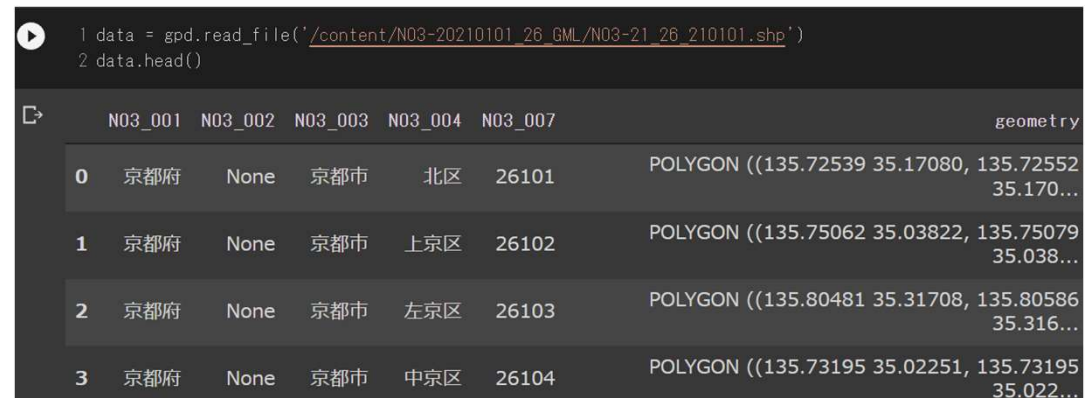 1 data = gpd.read_file('/content/N03-20210101_26_GML/N03-21_26_210101.shp')
2 data.head()
N03_001 N03_002 N03_003 N03_004 N03_007 geometry
0 京都府 None 京都市 北区 26101 POLYGON ((135.72539 35.17080, 135.72552
35.170...
1 京都府 None 京都市 上京区 26102 POLYGON ((135.75062 35.03822, 135.75079
35.038...
2 京都府 None 京都市 左京区 26103 POLYGON ((135.80481 35.31708, 135.80586
35.316...
3 京都府 None 京都市 中京区 26104 POLYGON ((135.73195 35.02251, 135.73195
35.022...